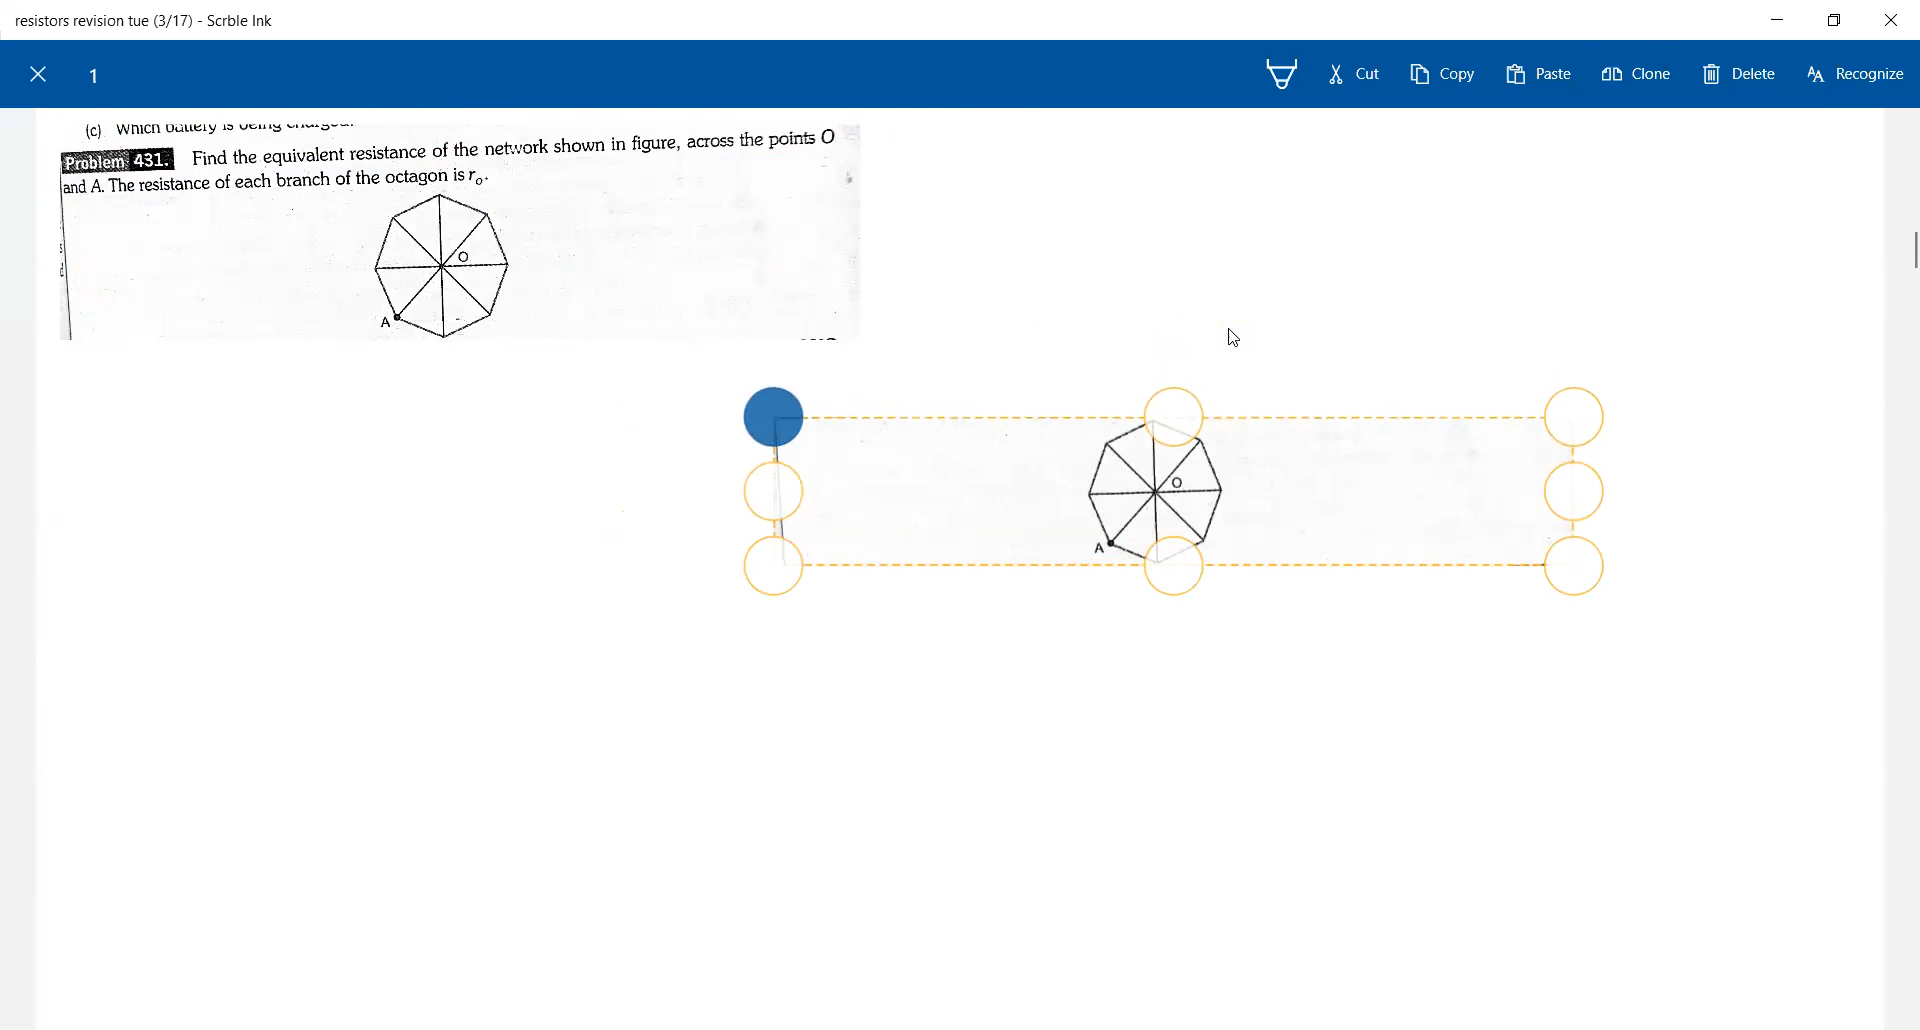 resistors revision tue (3/17) - Scrble Ink
1
Cut
Copy
Paste
Clone
Delete
Recognize
(c) Which battery is being charged.
Problem 431. Find the equivalent resistance of the network shown in figure, across the points O
and A. The resistance of each branch of the octagon is r₀.
O
A
O
A